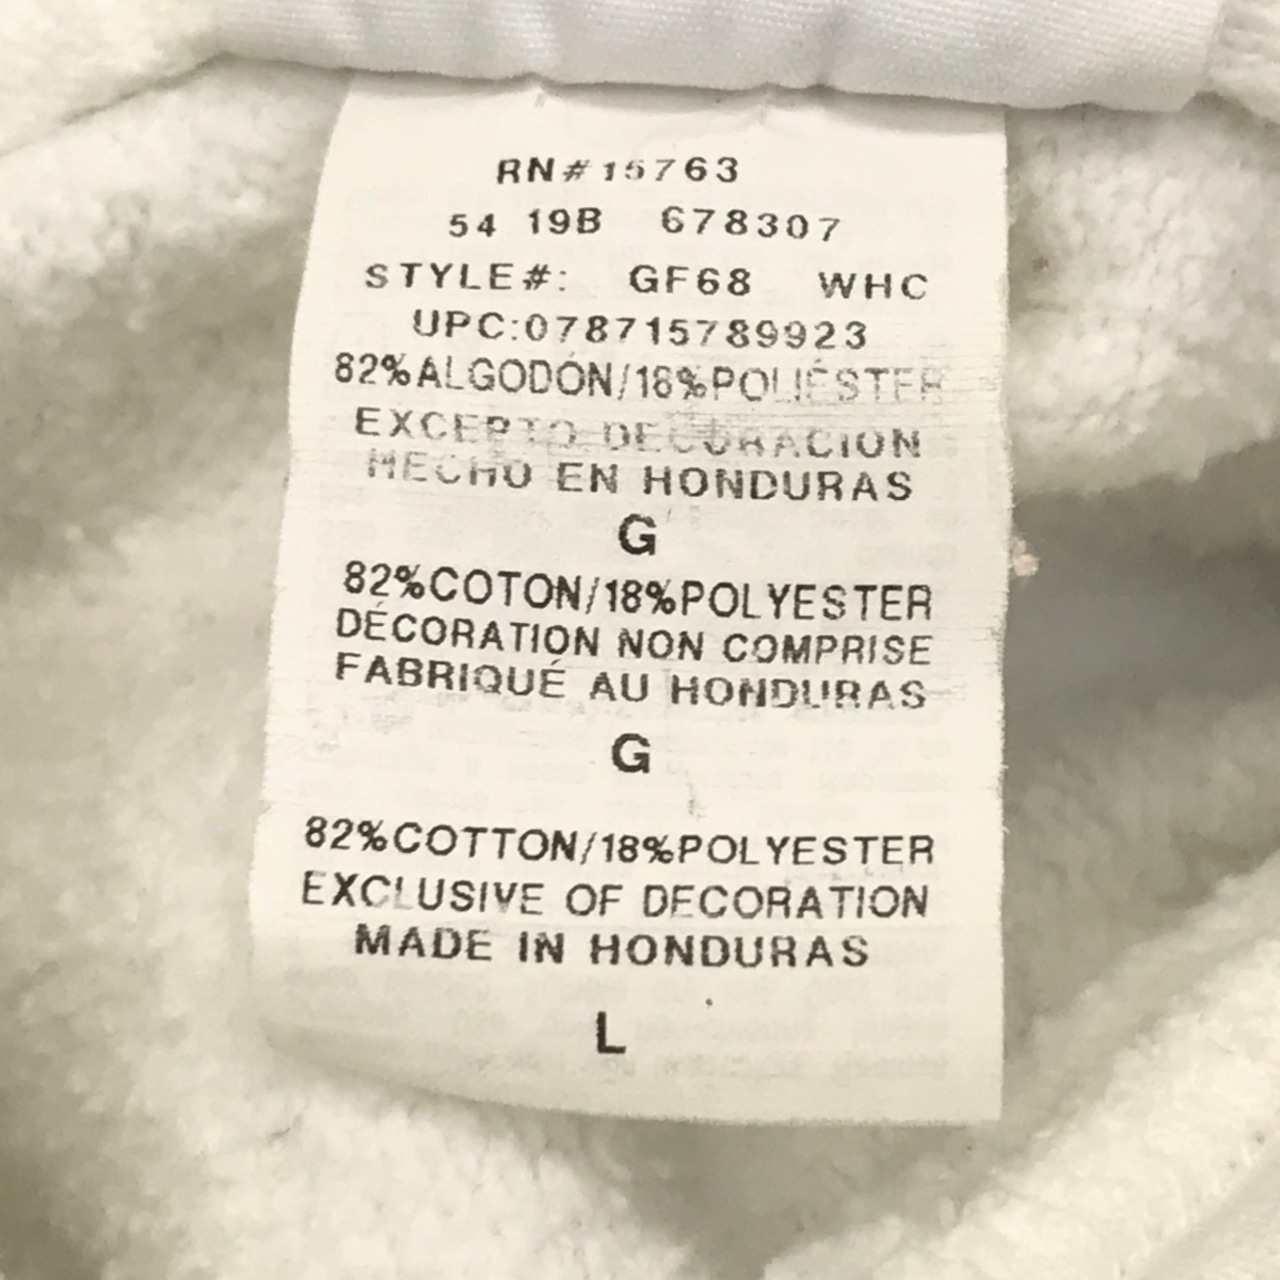 RN#15763
54 19B 678307
STYLE#: GF68 WHC
UPC:078715789923
82%ALGODÓN/18%POLIÉSTER
EXCEPTO DECORACION
HECHO EN HONDURAS
G
82%COTON/18%POLYESTER
DÉCORATION NON COMPRISE
FABRIQUÉ AU HONDURAS
G
82%COTTON/18%POLYESTER
EXCLUSIVE OF DECORATION
MADE IN HONDURAS
L